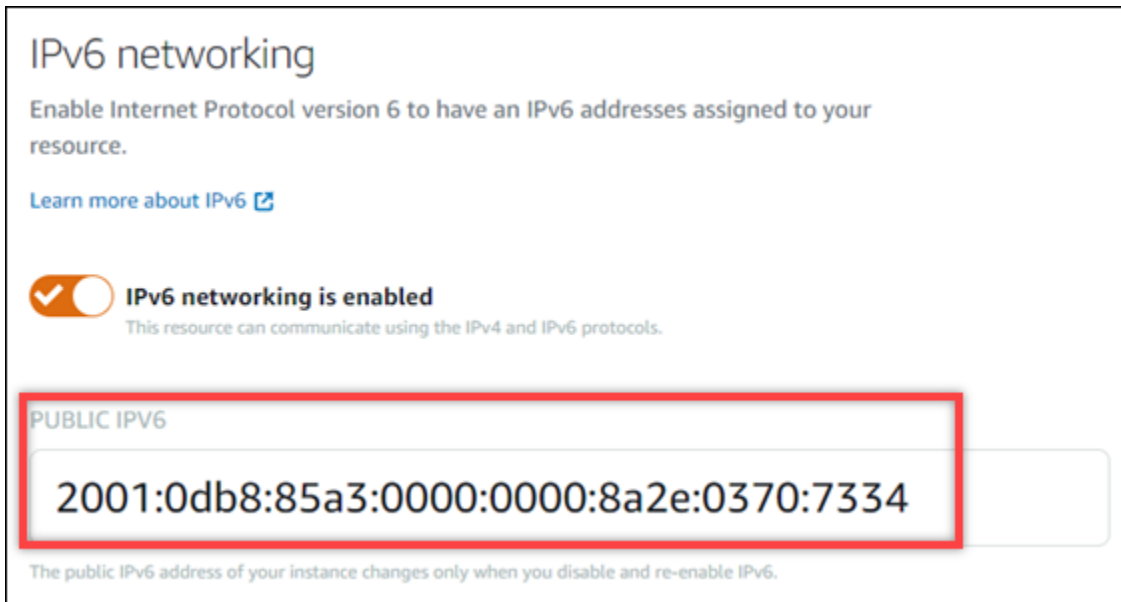 IPv6 networking
Enable Internet Protocol version 6 to have an IPv6 addresses assigned to your
resource.
Learn more about IPv6
IPv6 networking is enabled
This resource can communicate using the IPv4 and IPv6 protocols.
PUBLIC IPV6
2001:0db8:85a3:0000:0000:8a2e:0370:7334
The public IPv6 address of your instance changes only when you disable and re-enable IPv6.